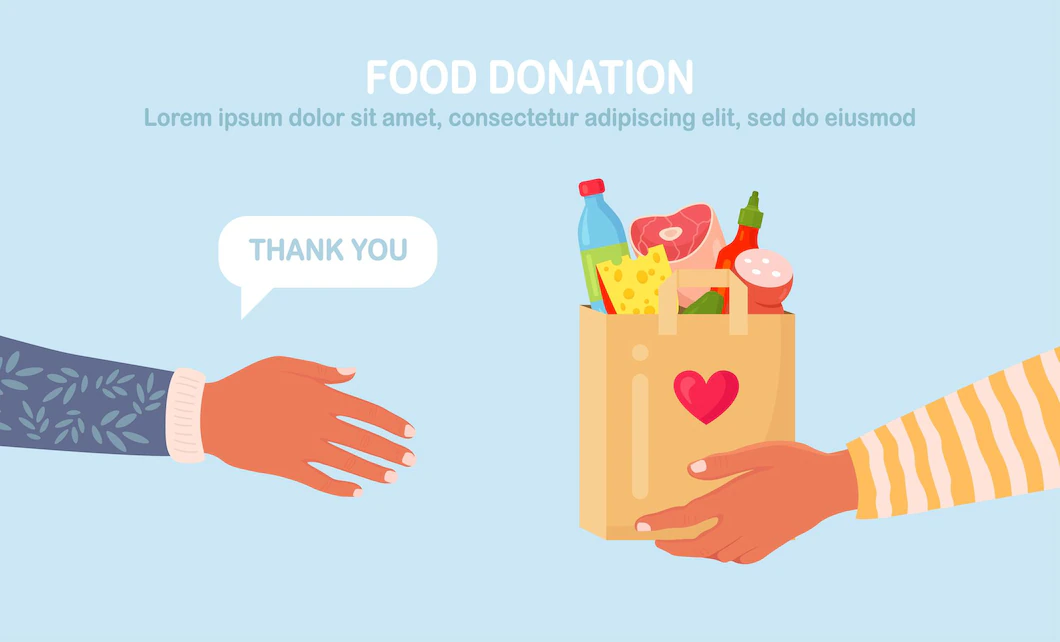 FOOD DONATION
Lorem ipsum dolor sit amet, consectetur adipiscing elit, sed do eiusmod
THANK YOU